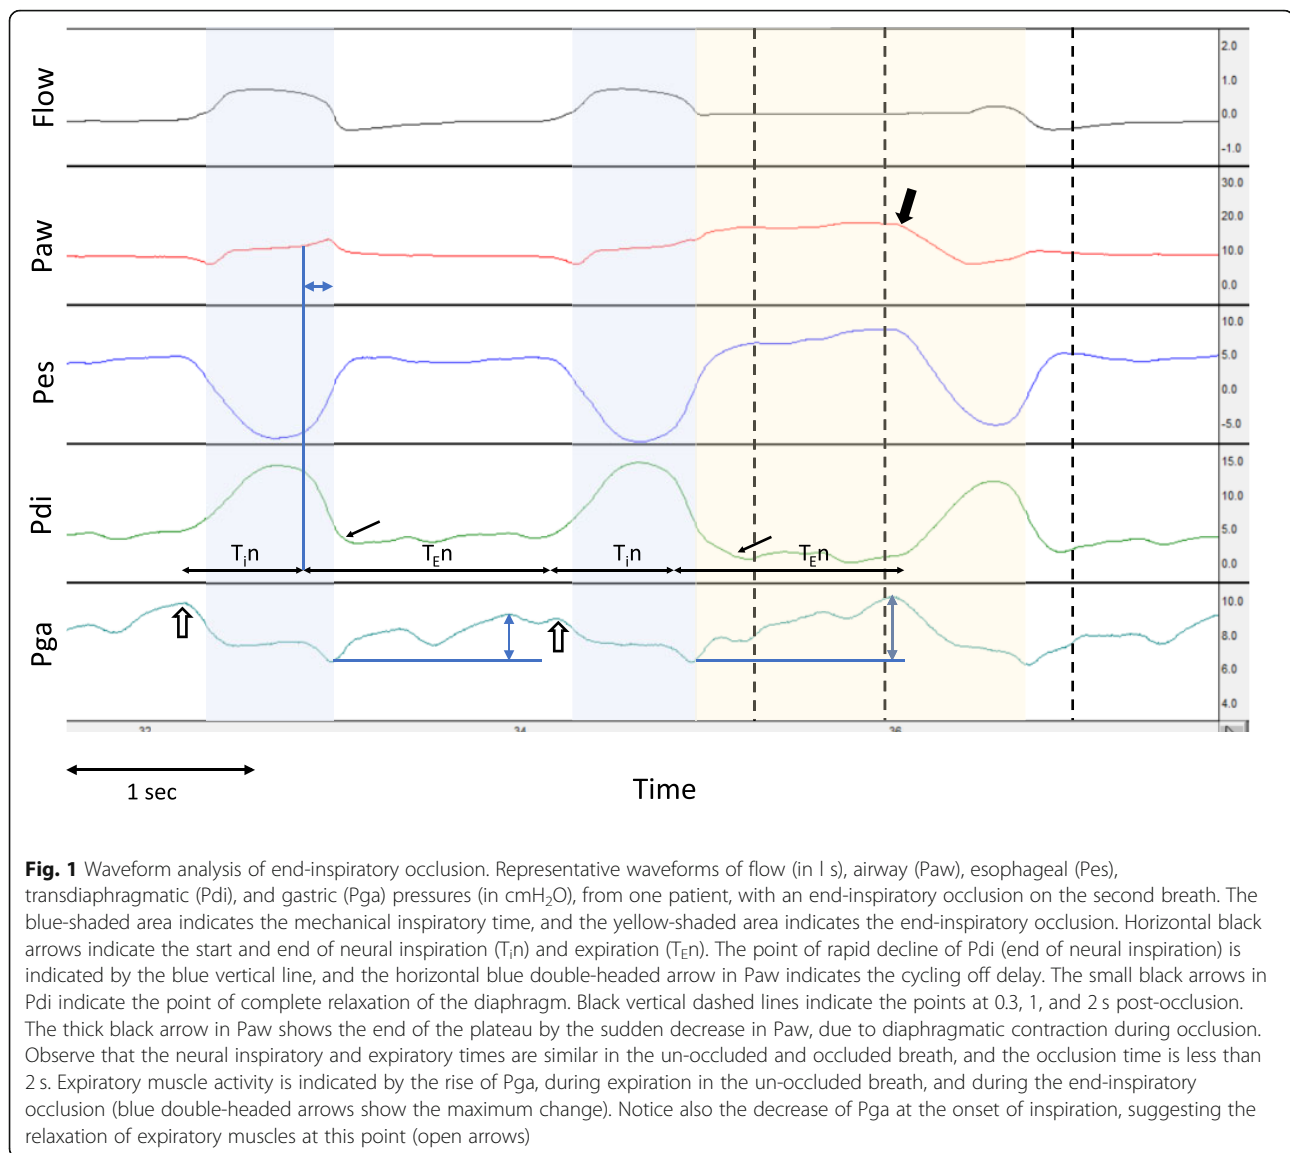 Flow
2.0
1.0
0.0
-1.0
Paw
30.0
20.0
10.0
0.0
Pes
10.0
5.0
0.0
-5.0
Pdi
15.0
10.0
5.0
0.0
Tin TEn Tin TEn
Pga
10.0
8.0
6.0
4.0
32 34 36
1 sec
Time
Fig. 1 Waveform analysis of end-inspiratory occlusion. Representative waveforms of flow (in l s), airway (Paw), esophageal (Pes),
transdiaphragmatic (Pdi), and gastric (Pga) pressures (in cmH2O), from one patient, with an end-inspiratory occlusion on the second breath. The
blue-shaded area indicates the mechanical inspiratory time, and the yellow-shaded area indicates the end-inspiratory occlusion. Horizontal black
arrows indicate the start and end of neural inspiration (Tin) and expiration (TEn). The point of rapid decline of Pdi (end of neural inspiration) is
indicated by the blue vertical line, and the horizontal blue double-headed arrow in Paw indicates the cycling off delay. The small black arrows in
Pdi indicate the point of complete relaxation of the diaphragm. Black vertical dashed lines indicate the points at 0.3, 1, and 2 s post-occlusion.
The thick black arrow in Paw shows the end of the plateau by the sudden decrease in Paw, due to diaphragmatic contraction during occlusion.
Observe that the neural inspiratory and expiratory times are similar in the un-occluded and occluded breath, and the occlusion time is less than
2 s. Expiratory muscle activity is indicated by the rise of Pga, during expiration in the un-occluded breath, and during the end-inspiratory
occlusion (blue double-headed arrows show the maximum change). Notice also the decrease of Pga at the onset of inspiration, suggesting the
relaxation of expiratory muscles at this point (open arrows)